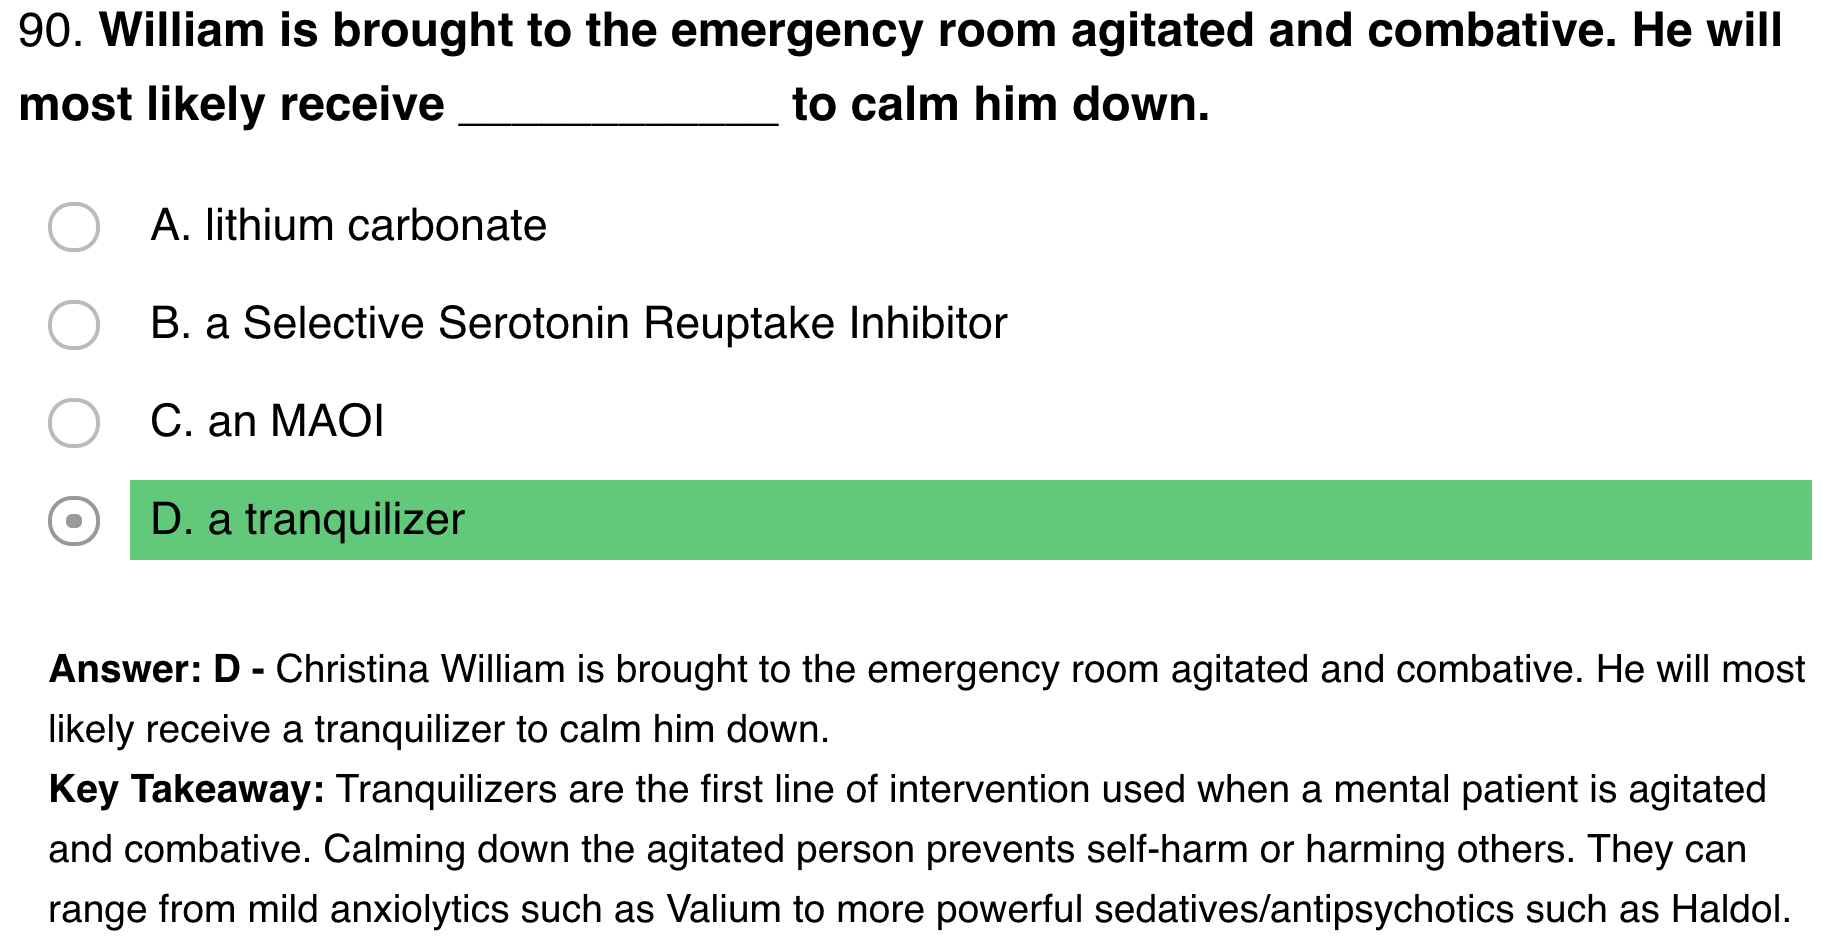 90. William is brought to the emergency room agitated and combative. He will
most likely receive ____________ to calm him down.
A. lithium carbonate
B. a Selective Serotonin Reuptake Inhibitor
C. an MAOI
D. a tranquilizer
Answer: D - Christina William is brought to the emergency room agitated and combative. He will most
likely receive a tranquilizer to calm him down.
Key Takeaway: Tranquilizers are the first line of intervention used when a mental patient is agitated
and combative. Calming down the agitated person prevents self-harm or harming others. They can
range from mild anxiolytics such as Valium to more powerful sedatives/antipsychotics such as Haldol.